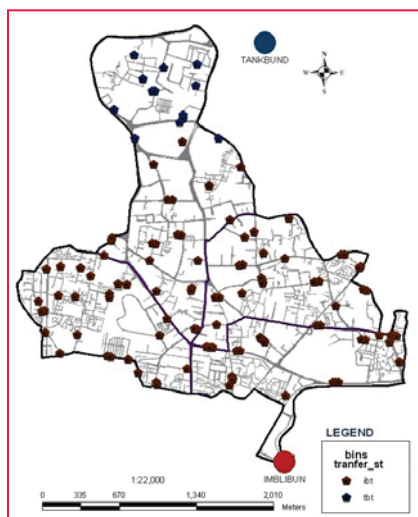 TANKBUND
N
W E
S
IMBLIBUN
LEGEND
bins
tranfer_st
ibt
tbt
1:22,000
0 335 670 1,340 2,010
Meters